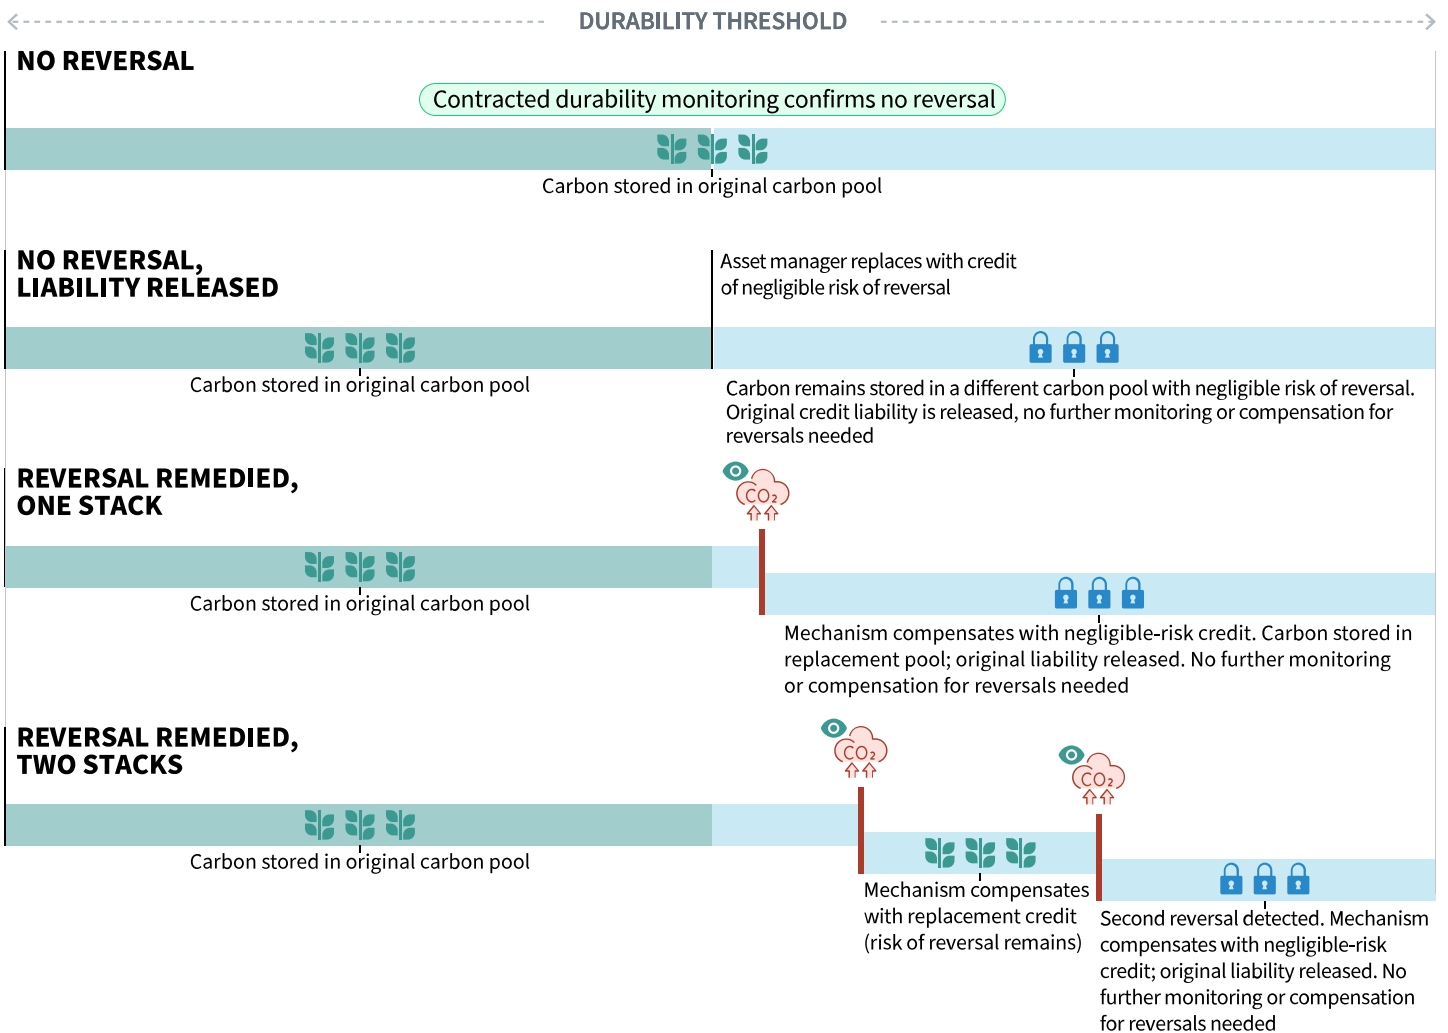 DURABILITY THRESHOLD
NO REVERSAL
Contracted durability monitoring confirms no reversal
Carbon stored in original carbon pool
NO REVERSAL,
LIABILITY RELEASED
Asset manager replaces with credit
of negligible risk of reversal
Carbon stored in original carbon pool
Carbon remains stored in a different carbon pool with negligible risk of reversal.
Original credit liability is released, no further monitoring or compensation for
reversals needed
REVERSAL REMEDIED,
ONE STACK
CO₂
Carbon stored in original carbon pool
Mechanism compensates with negligible-risk credit. Carbon stored in
replacement pool; original liability released. No further monitoring
or compensation for reversals needed
REVERSAL REMEDIED,
TWO STACKS
CO₂
CO₂
Carbon stored in original carbon pool
Mechanism compensates
with replacement credit
(risk of reversal remains)
Second reversal detected. Mechanism
compensates with negligible-risk
credit; original liability released. No
further monitoring or compensation
for reversals needed